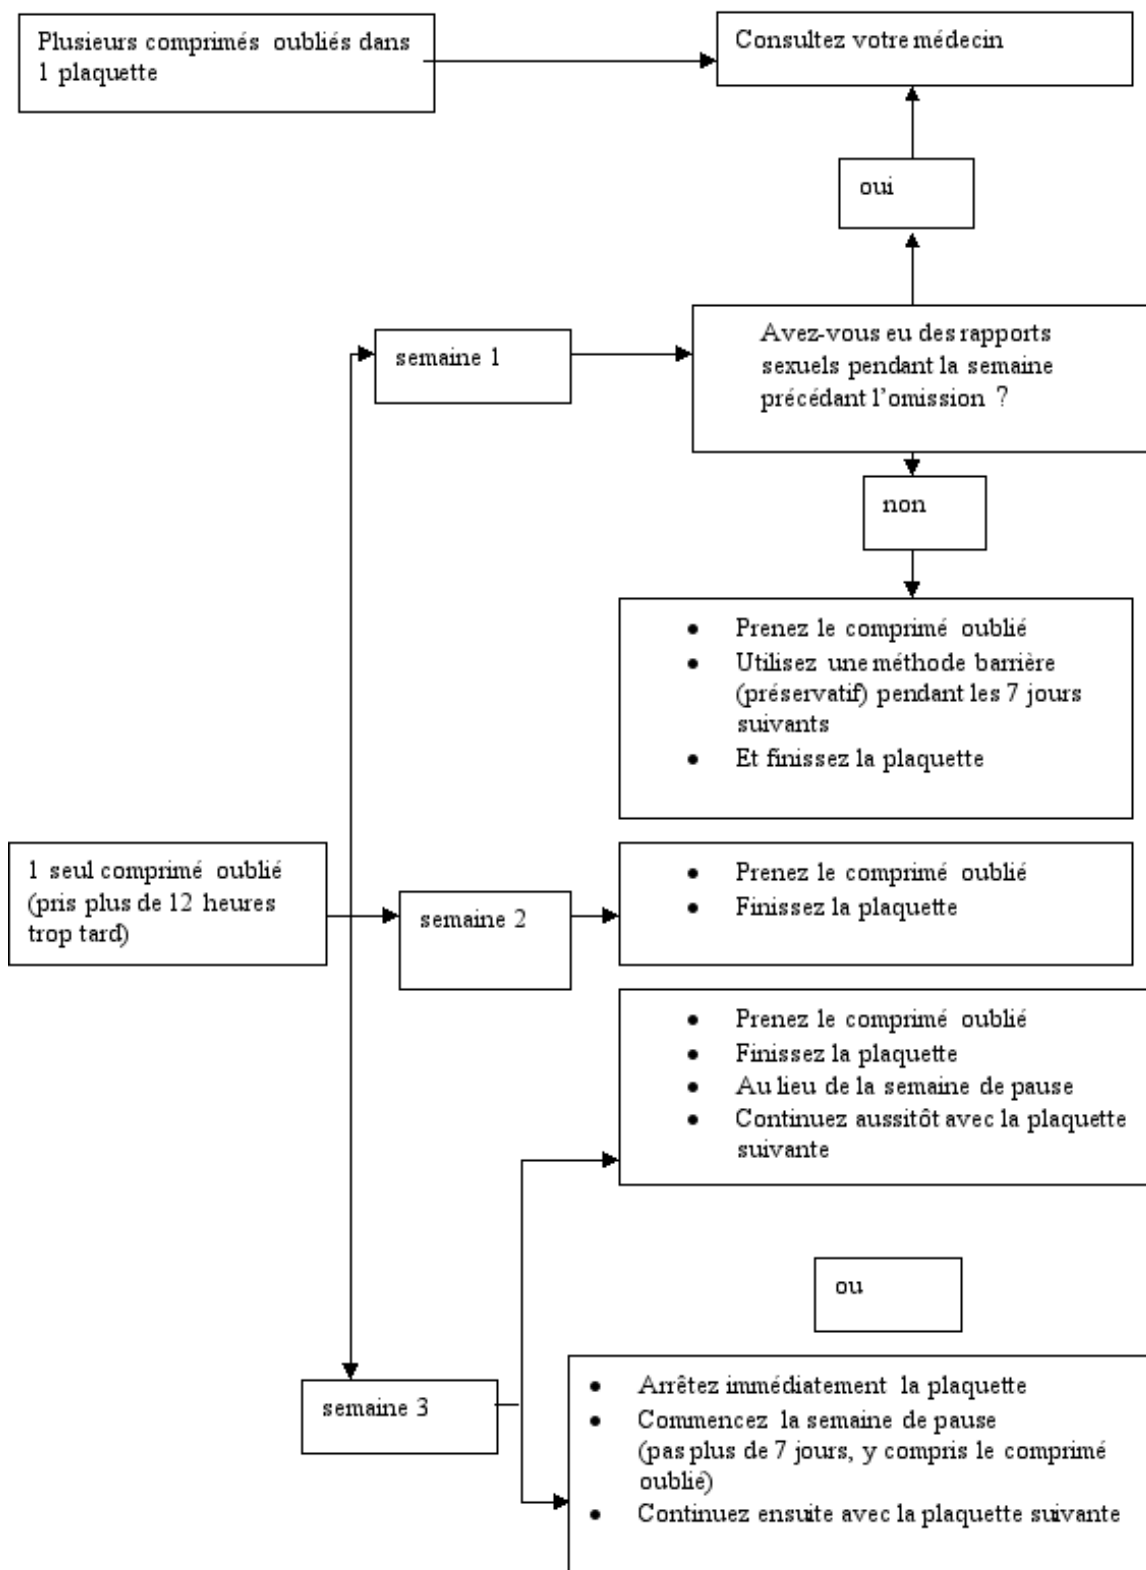 Plusieurs comprimés oubliés dans
1 plaquette
Consultez votre médecin
oui
semaine 1
Avez-vous eu des rapports
sexuels pendant la semaine
précédant l'omission ?
non
• Prenez le comprimé oublié
• Utilisez une méthode barrière
(préservatif) pendant les 7 jours
suivants
• Et finissez la plaquette
1 seul comprimé oublié
(pris plus de 12 heures
trop tard)
semaine 2
• Prenez le comprimé oublié
• Finissez la plaquette
• Prenez le comprimé oublié
• Finissez la plaquette
• Au lieu de la semaine de pause
• Continuez aussitôt avec la plaquette
suivante
ou
semaine 3
• Arrêtez immédiatement la plaquette
• Commencez la semaine de pause
(pas plus de 7 jours, y compris le comprimé
oublié)
• Continuez ensuite avec la plaquette suivante